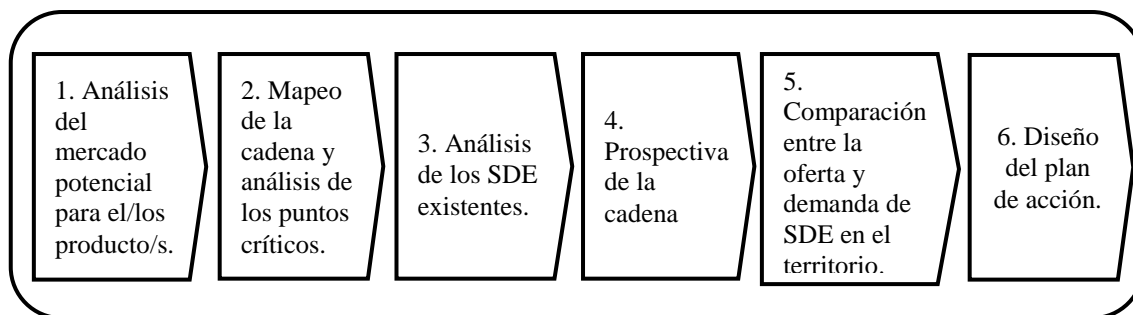 1. Análisis
del
mercado
potencial
para el/los
producto/s.
2. Mapeo
de la
cadena y
análisis de
los puntos
críticos.
3. Análisis
de los SDE
existentes.
4.
Prospectiva
de la
cadena
5.
Comparación
entre la
oferta y
demanda de
SDE en el
territorio.
6. Diseño
del plan
de acción.